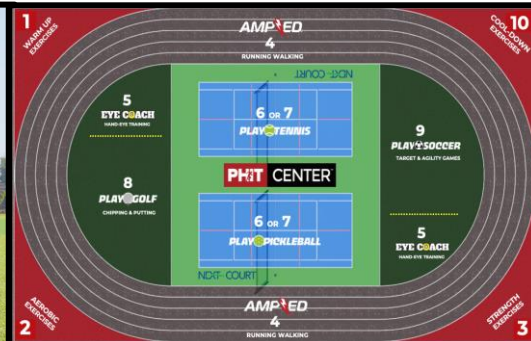 1
WARM UP
EXERCISES
AMPED
4
RUNNING WALKING
10
COOL-DOWN
EXERCISES
NEXT-COURT
5
EYE COACH
HAND-EYE TRAINING
6 OR 7
PLAY TENNIS
9
PLAY SOCCER
TARGET & AGILITY GAMES
8
PLAY GOLF
CHIPPING & PUTTING
PHIT CENTER
6 OR 7
PLAY PICKLEBALL
5
EYE COACH
HAND-EYE TRAINING
NEXT-COURT
2
AEROBIC
EXERCISES
AMPED
4
RUNNING WALKING
STRENGTH
EXERCISES
3